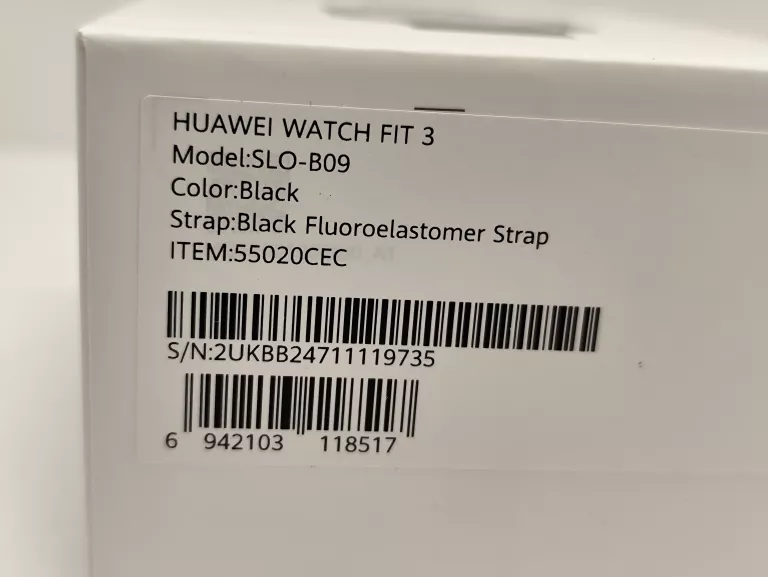 HUAWEI WATCH FIT 3
Model:SLO-B09
Color:Black
Strap:Black Fluoroelastomer Strap
ITEM:55020CEC
S/N:2UKBB24711119735
6 942103 118517